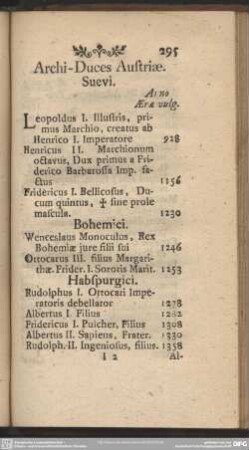 295
Archi-Duces Austriæ.
Suevi.
Anno
Æræ vulg.
Leopoldus I. Illustris, pri-
mus Marchio, creatus ab
Henrico I. Imperatore 928
Henricus II. Marchionum
octavus, Dux primus a Fri-
derico Barbarossa Imp. fa-
ctus 1156
Fridericus I. Bellicosus, Du-
cum quintus, ✝ sine prole
mascula. 1230
Bohemici.
Wenceslaus Monoculus, Rex
Bohemiæ jure filii sui 1246
Ottocarus III. filius Margari-
thæ. Frider. I. Sororis Marit. 1253
Habspurgici.
Rudolphus I. Ottocari Impe-
ratoris debellator 1278
Albertus I. Filius 1282
Fridericus I. Pulcher, Filius 1308
Albertus II. Sapiens, Frater. 1330
Rudolph. II. Ingeniosus, filius. 1358
I 2 Al-